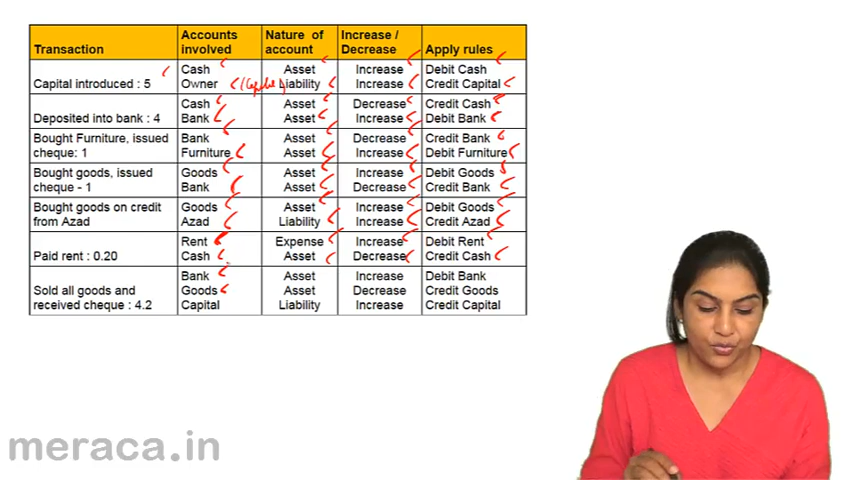 Transaction Accounts involved Nature of account Increase / Decrease Apply rules
Capital introduced : 5
Cash Asset Increase Debit Cash
Owner (Capital) Liability Increase Credit Capital
Deposited into bank : 4
Cash Asset Decrease Credit Cash
Bank Asset Increase Debit Bank
Bought Furniture, issued cheque: 1
Bank Asset Decrease Credit Bank
Furniture Asset Increase Debit Furniture
Bought goods, issued cheque - 1
Goods Asset Increase Debit Goods
Bank Asset Decrease Credit Bank
Bought goods on credit from Azad
Goods Asset Increase Debit Goods
Azad Liability Increase Credit Azad
Paid rent : 0.20
Rent Expense Increase Debit Rent
Cash Asset Decrease Credit Cash
Sold all goods and received cheque : 4.2
Bank Asset Increase Debit Bank
Goods Asset Decrease Credit Goods
Capital Liability Increase Credit Capital
meraca.in